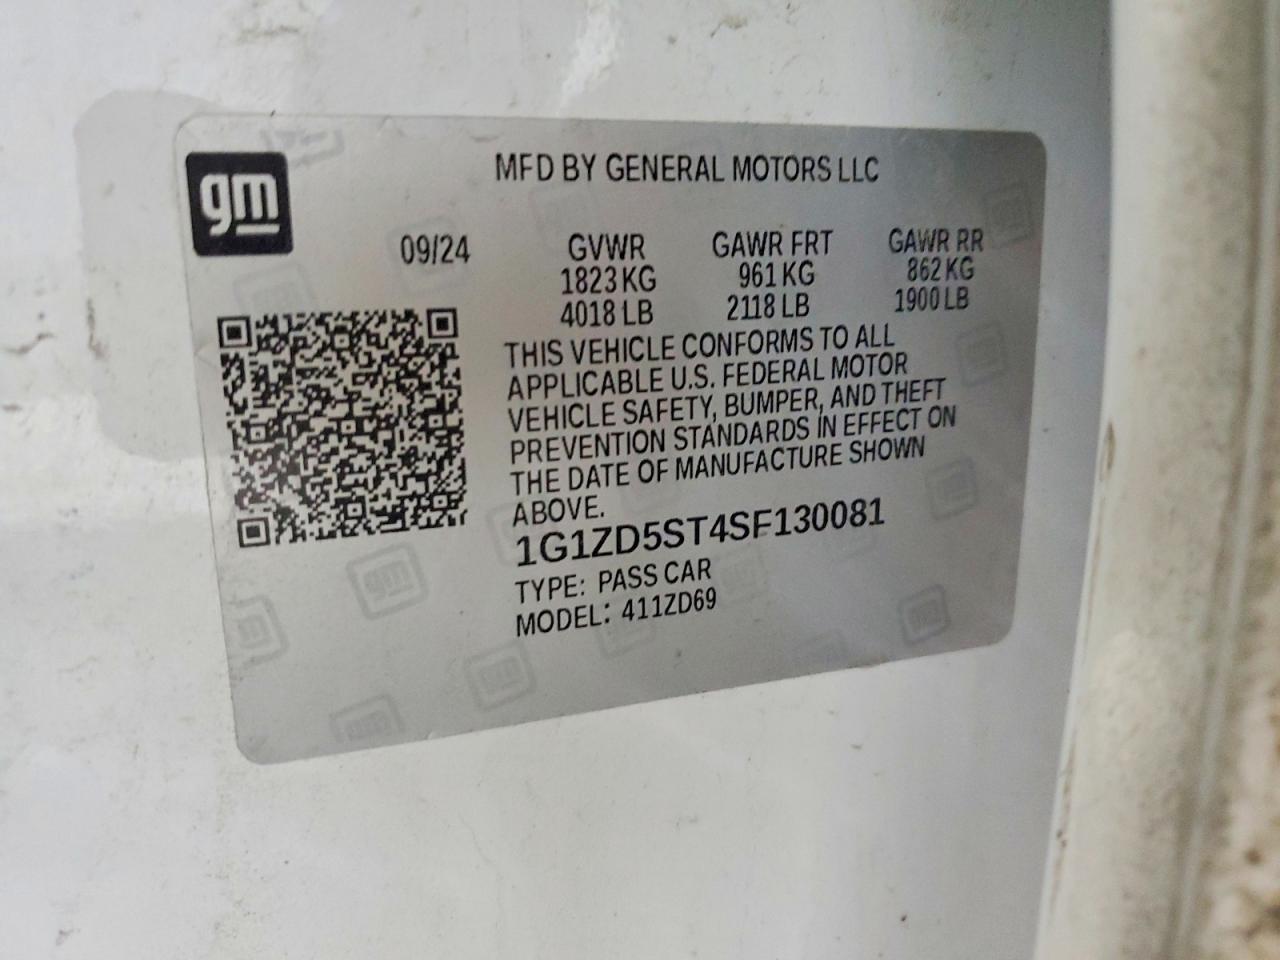 gm
MFD BY GENERAL MOTORS LLC
09/24 GVWR GAWR FRT GAWR RR
1823 KG 961 KG 862 KG
4018 LB 2118 LB 1900 LB
THIS VEHICLE CONFORMS TO ALL
APPLICABLE U.S. FEDERAL MOTOR
VEHICLE SAFETY, BUMPER, AND THEFT
PREVENTION STANDARDS IN EFFECT ON
THE DATE OF MANUFACTURE SHOWN
ABOVE.
1G1ZD5ST4SF130081
TYPE: PASS CAR
MODEL: 411ZD69